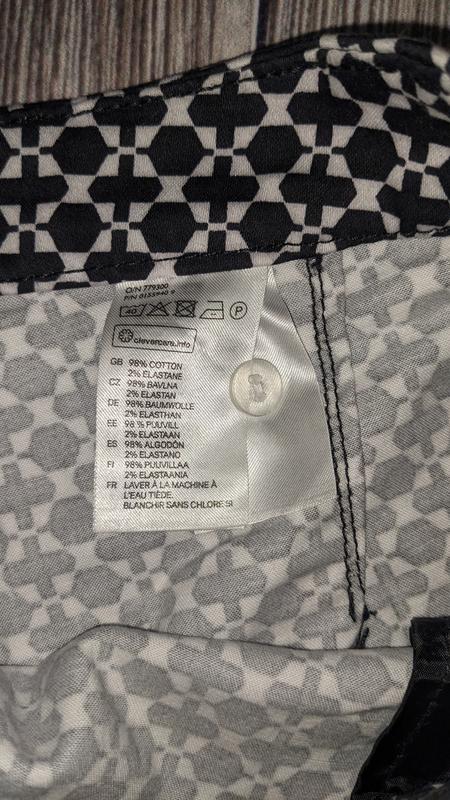 O/N 779300
P/N 0155940 9
40
P
clevercare.info
GB 98% COTTON
2% ELASTANE
CZ 98% BAVLNA
2% ELASTAN
DE 98% BAUMWOLLE
2% ELASTHAN
EE 98 % PUUVILL
2% ELASTAAN
ES 98% ALGODÓN
2% ELASTANO
FI 98% PUUVILLAA
2% ELASTAANIA
FR LAVER À LA MACHINE À
L'EAU TIÈDE.
BLANCHIR SANS CHLORE SI